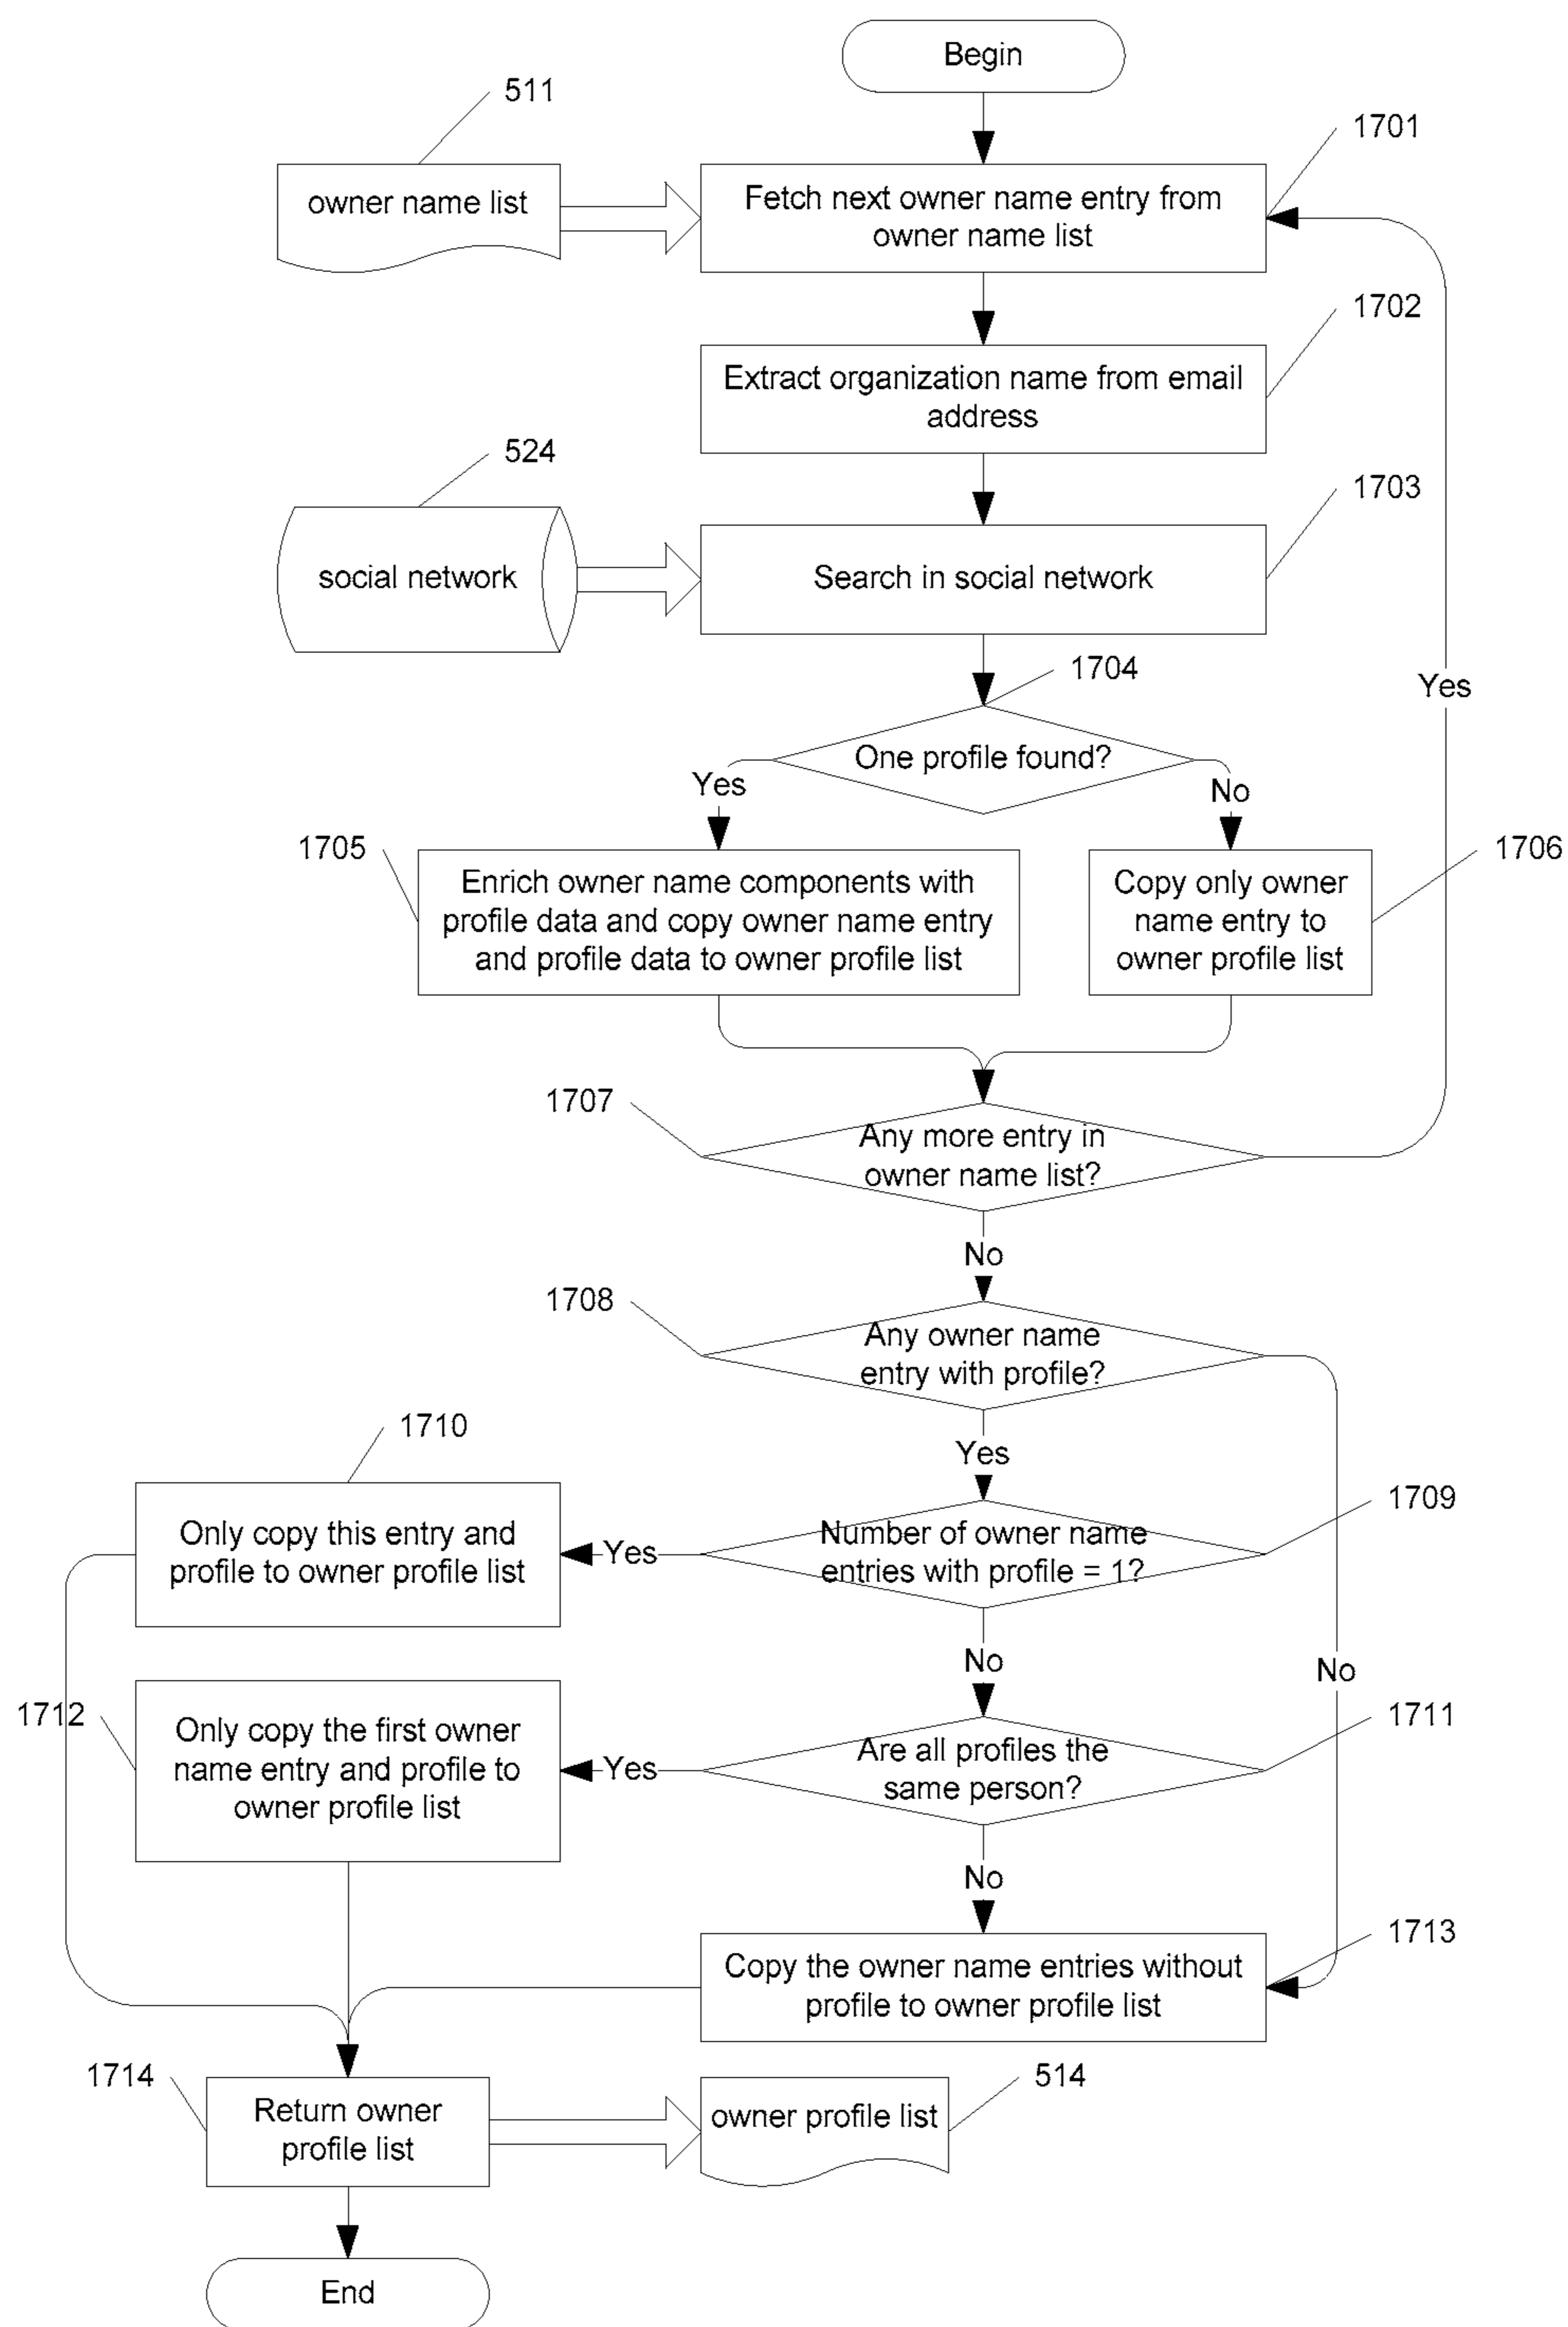 Begin
511
1701
owner name list
Fetch next owner name entry from
owner name list
1702
Extract organization name from email
address
524
1703
social network
Search in social network
1704
Yes
One profile found?
Yes
No
1705
1706
Enrich owner name components with
profile data and copy owner name entry
and profile data to owner profile list
Copy only owner
name entry to
owner profile list
1707
Any more entry in
owner name list?
No
1708
Any owner name
entry with profile?
1710
Yes
1709
Only copy this entry and
profile to owner profile list
Yes
Number of owner name
entries with profile = 1?
No
No
1712
1711
Only copy the first owner
name entry and profile to
owner profile list
Yes
Are all profiles the
same person?
No
1713
Copy the owner name entries without
profile to owner profile list
1714
514
Return owner
profile list
owner profile list
End